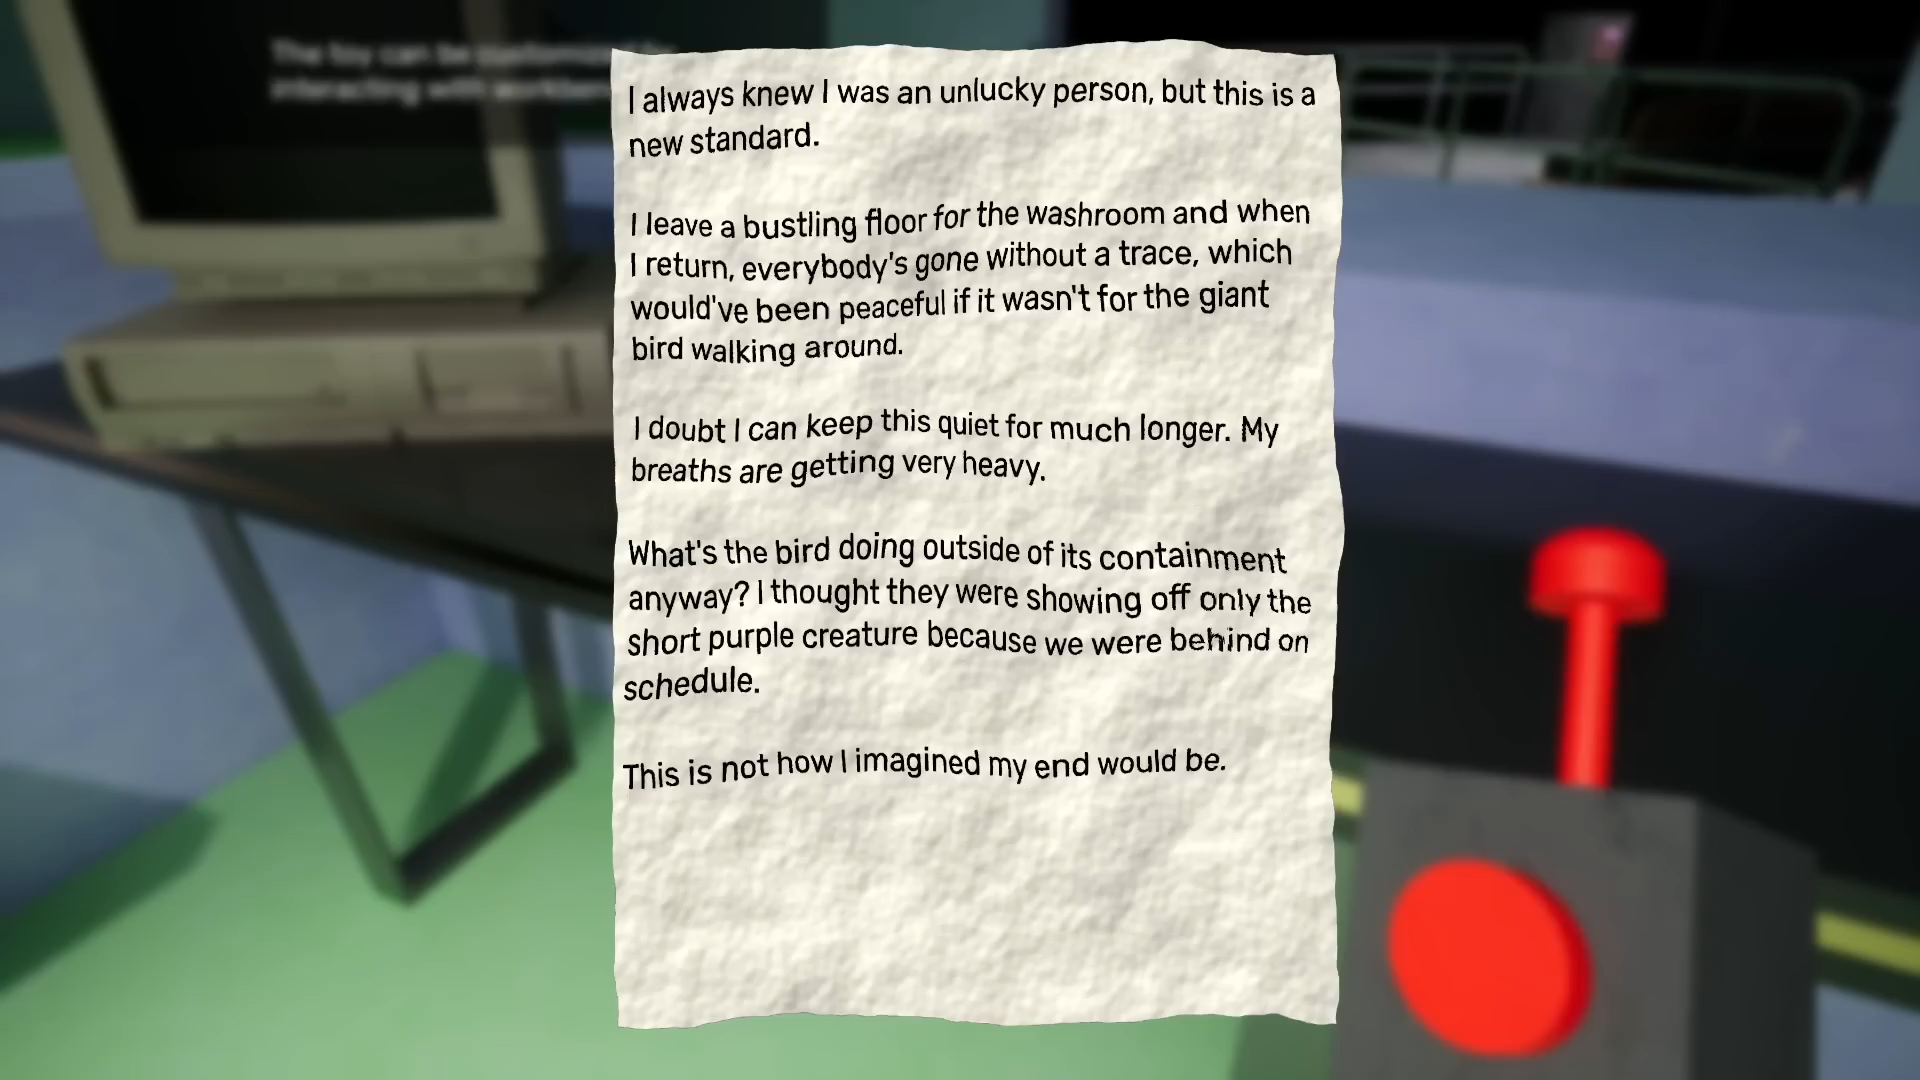 The toy can be customized by
interacting with workbench
I always knew I was an unlucky person, but this is a
new standard.
I leave a bustling floor for the washroom and when
I return, everybody's gone without a trace, which
would've been peaceful if it wasn't for the giant
bird walking around.
I doubt I can keep this quiet for much longer. My
breaths are getting very heavy.
What's the bird doing outside of its containment
anyway? I thought they were showing off only the
short purple creature because we were behind on
schedule.
This is not how I imagined my end would be.